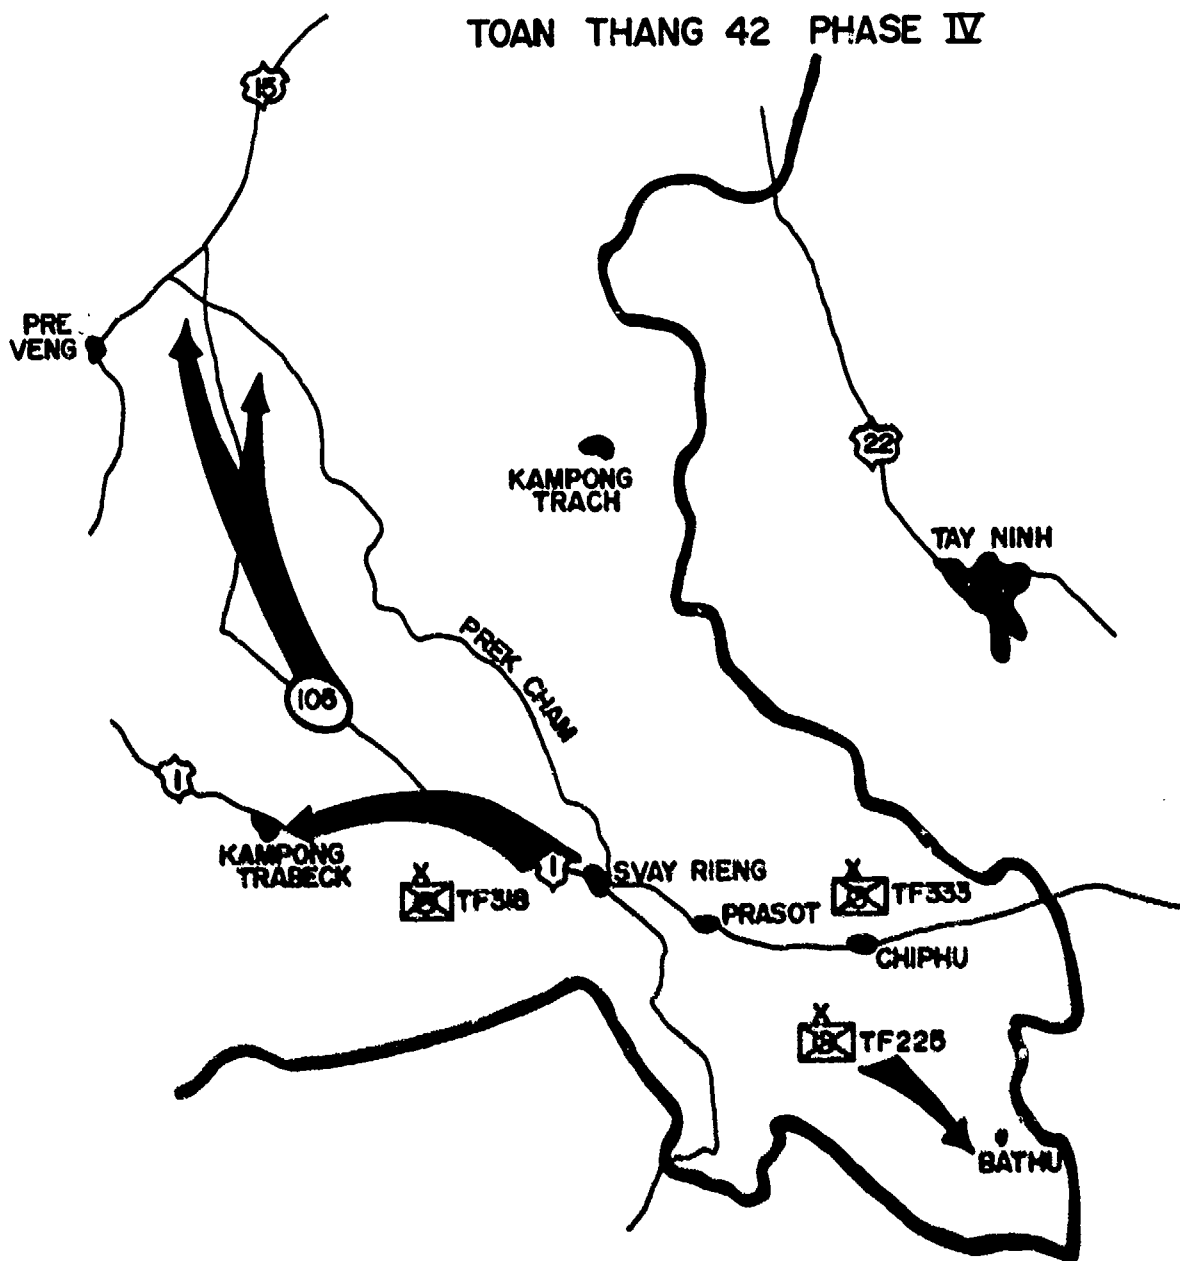 TOAN THANG 42 PHASE IV
15
PRE
VENG
22
KAMPONG
TRACH
TAY NINH
PREK CHAM
105
1
KAMPONG
TRABECK
X
TF318
1
SVAY RIENG
PRASOT
X
TF333
CHIPHU
X
TF225
BATHU